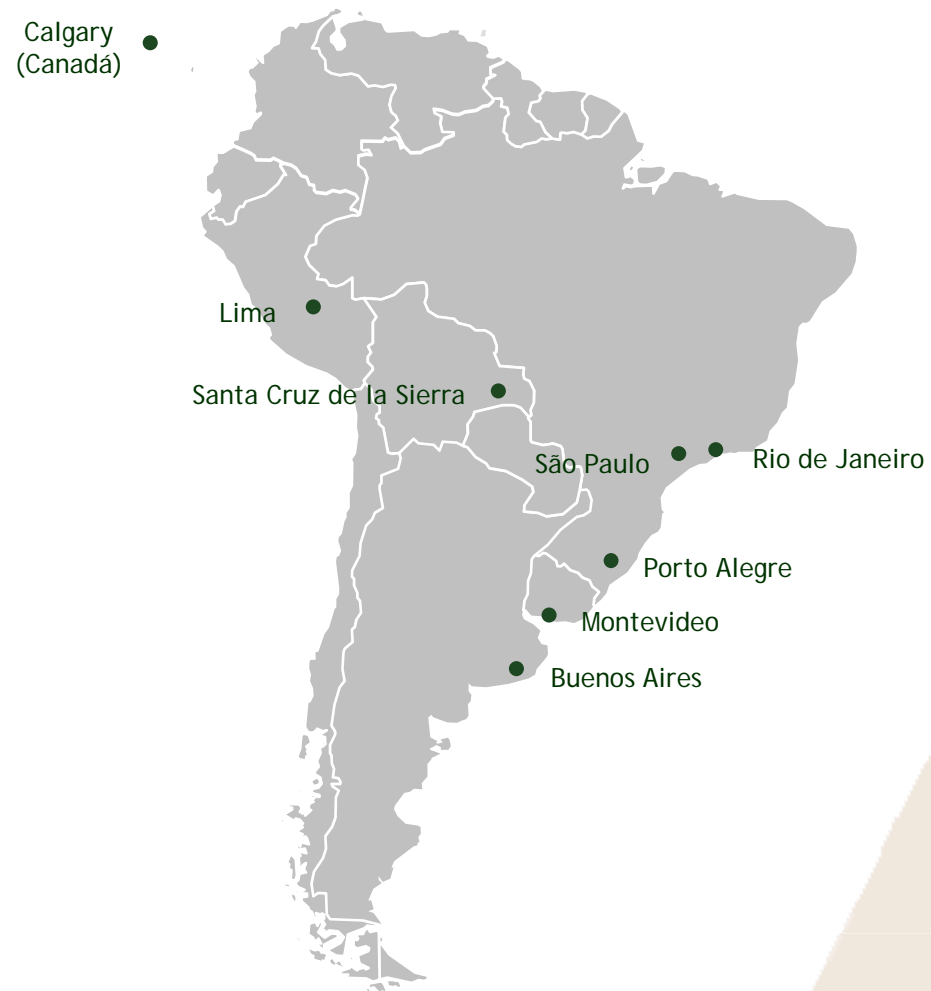 Calgary
(Canadá)
Lima
Santa Cruz de la Sierra
São Paulo
Rio de Janeiro
Porto Alegre
Montevideo
Buenos Aires